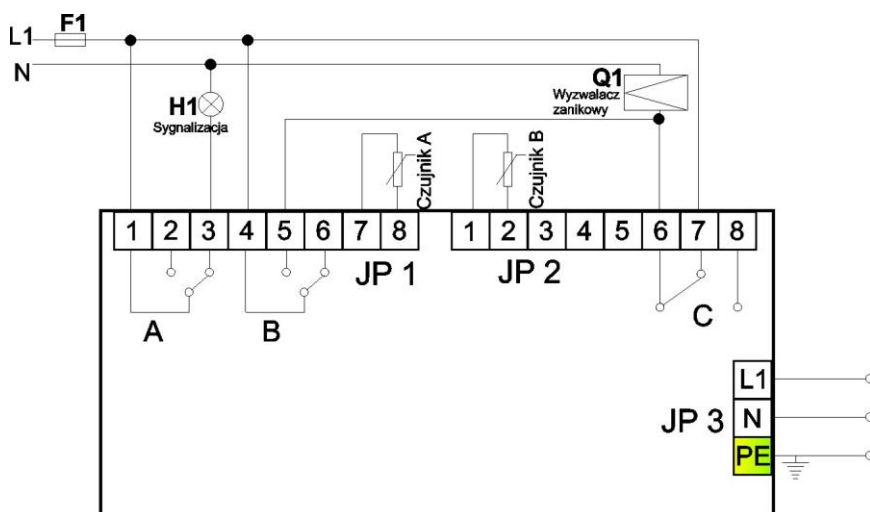 F1
L1
N
H1
Sygnalizacja
Q1
Wyzwalacz
zanikowy
Czujnik A
Czujnik B
1 2 3 4 5 6 7 8
1 2 3 4 5 6 7 8
JP 1
JP 2
A
B
C
L1
JP 3 N
PE